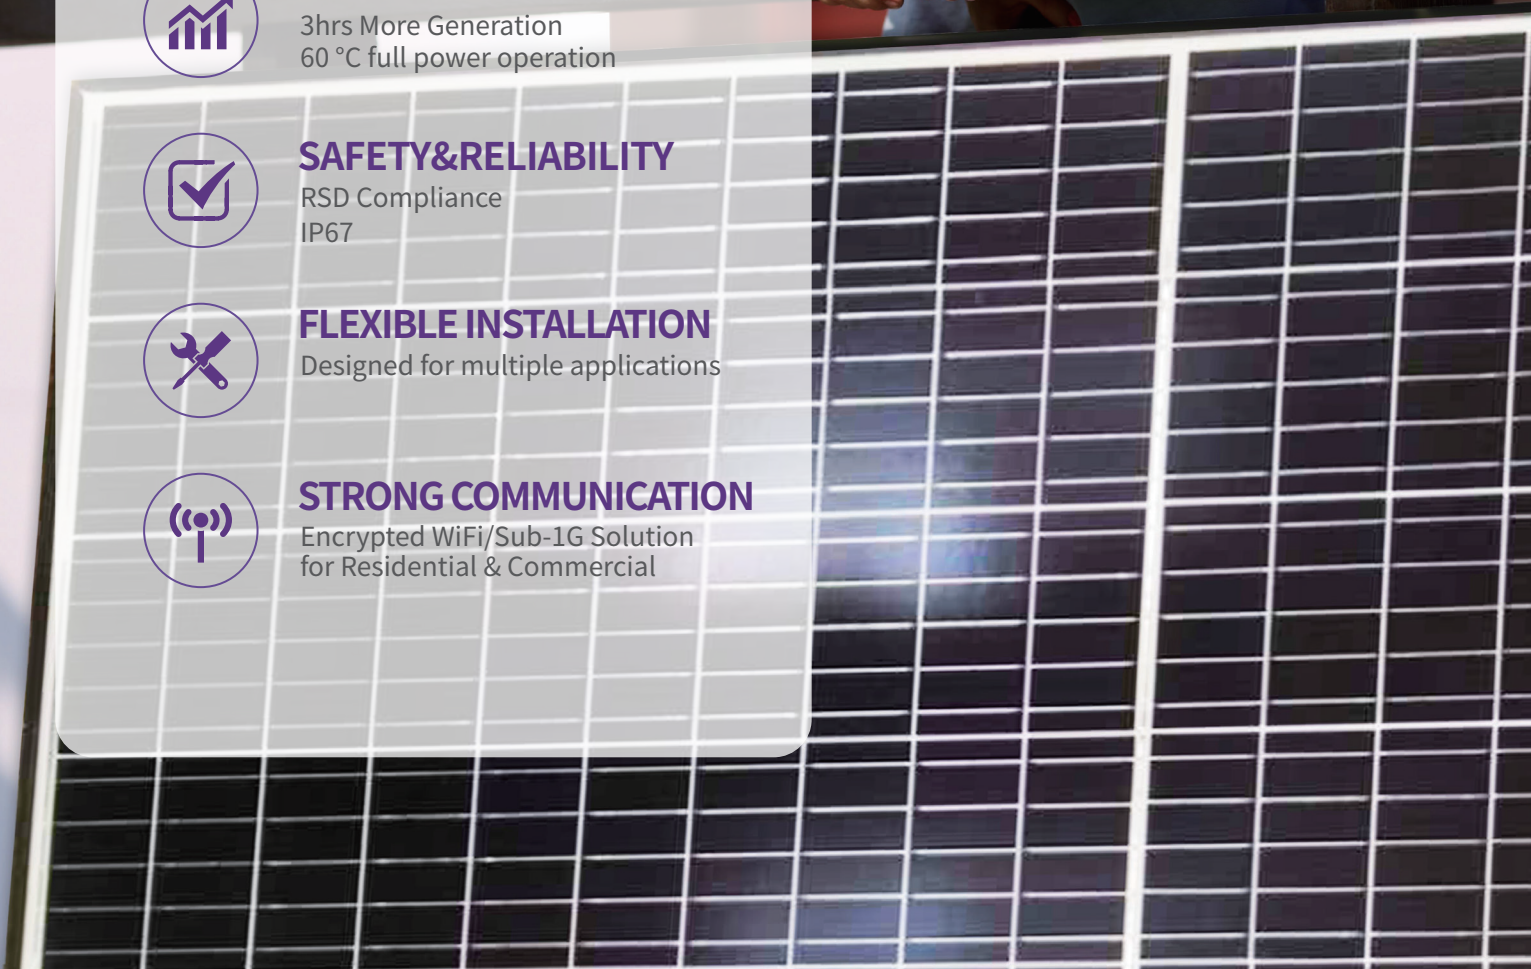 3hrs More Generation
60 °C full power operation
SAFETY&RELIABILITY
RSD Compliance
IP67
FLEXIBLE INSTALLATION
Designed for multiple applications
STRONG COMMUNICATION
Encrypted WiFi/Sub-1G Solution
for Residential & Commercial